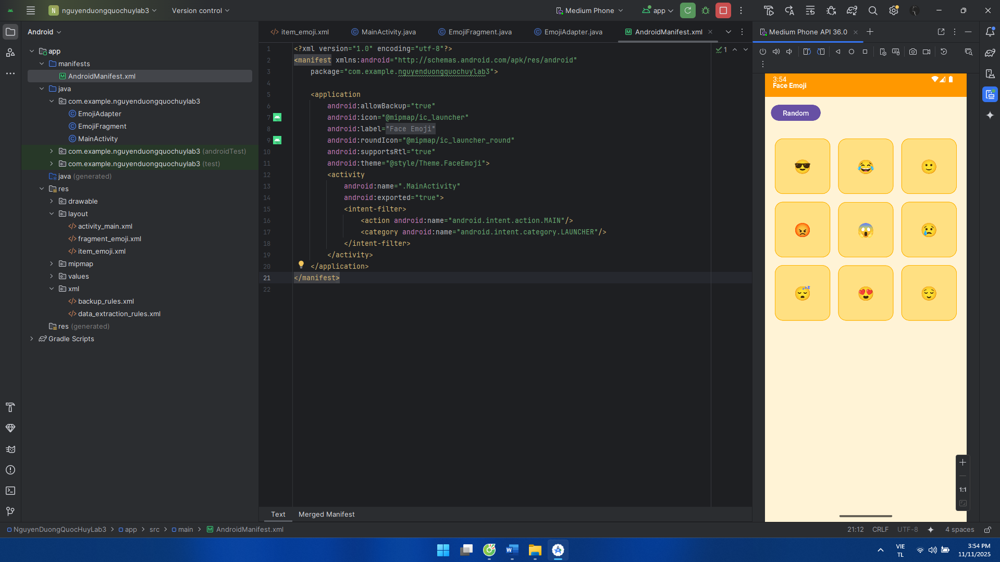 N nguyenduongquochuylab3 Version control Medium Phone app
Android item_emoji.xml MainActivity.java EmojiFragment.java EmojiAdapter.java AndroidManifest.xml Medium Phone API 36.0
app
manifests
AndroidManifest.xml
java
com.example.nguyenduongquochuylab3
EmojiAdapter
EmojiFragment
MainActivity
com.example.nguyenduongquochuylab3 (androidTest)
com.example.nguyenduongquochuylab3 (test)
java (generated)
res
drawable
layout
activity_main.xml
fragment_emoji.xml
item_emoji.xml
mipmap
values
xml
backup_rules.xml
data_extraction_rules.xml
res (generated)
Gradle Scripts
1 <?xml version="1.0" encoding="utf-8"?>
2 <manifest xmlns:android="http://schemas.android.com/apk/res/android"
3 package="com.example.nguyenduongquochuylab3">
4
5 <application
6 android:allowBackup="true"
7 android:icon="@mipmap/ic_launcher"
8 android:label="Face Emoji"
9 android:roundIcon="@mipmap/ic_launcher_round"
10 android:supportsRtl="true"
11 android:theme="@style/Theme.FaceEmoji">
12 <activity
13 android:name=".MainActivity"
14 android:exported="true">
15 <intent-filter>
16 <action android:name="android.intent.action.MAIN"/>
17 <category android:name="android.intent.category.LAUNCHER"/>
18 </intent-filter>
19 </activity>
20 </application>
21 </manifest>
22
1
3:54
Face Emoji
Random
1:1
Text Merged Manifest
NguyenDuongQuocHuyLab3 > app > src > main > AndroidManifest.xml 21:12 CRLF UTF-8 4 spaces
W
VIE
TL
3:54 PM
11/11/2025